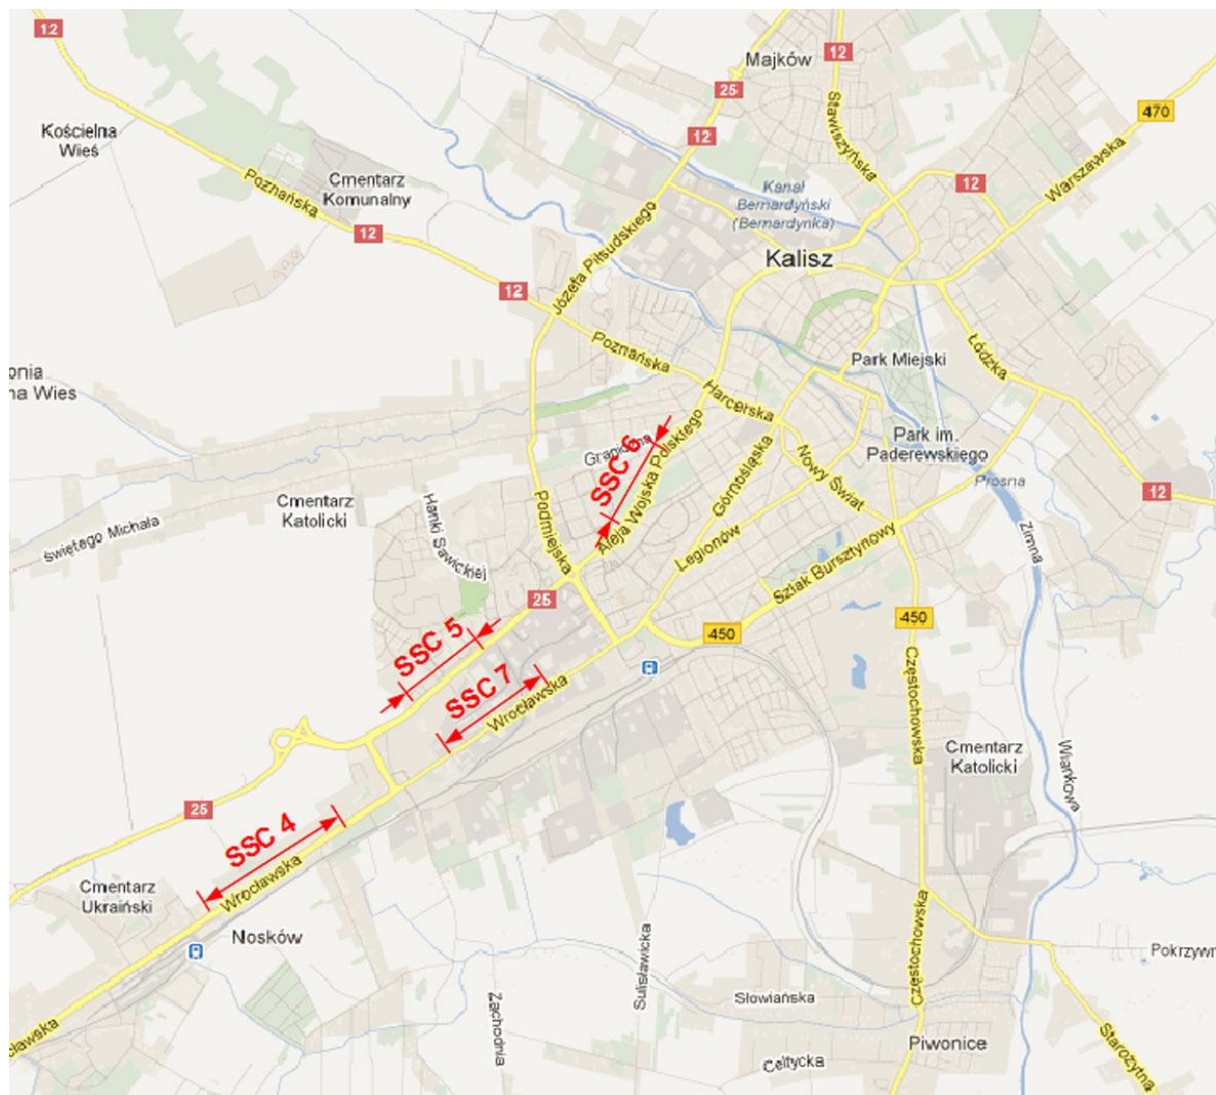 12
Majków
12
25
12
470
Kościelna
Wieś
Stawiszyńska
Warszawska
Poznańska
Cmentarz
Komunalny
Kanał
Bernardyński
(Bernardynka)
12
12
Józefa Piłsudskiego
Kalisz
12
Poznańska
Łódzka
Park Miejski
onia
na Wies
Harcerska
Park im.
Paderewskiego
Prosna
Górnośląska
Nowy Świat
SSC 6
Aleja Wojska Polskiego
12
Cmentarz
Katolicki
Hanki Sawickiej
Podmiejska
Świętego Michała
Legionów
Szlak Bursztynowy
Zimna
25
450
450
SSC 5
SSC 7
Wrocławska
Częstochowska
Cmentarz
Katolicki
Wiankowa
25
SSC 4
Wrocławska
Cmentarz
Ukraiński
Nosków
Częstochowska
Sulisławicka
Słowiańska
Zachodnia
Celtycka
Piwonice
Starożytna
Pokrzywn
cławska